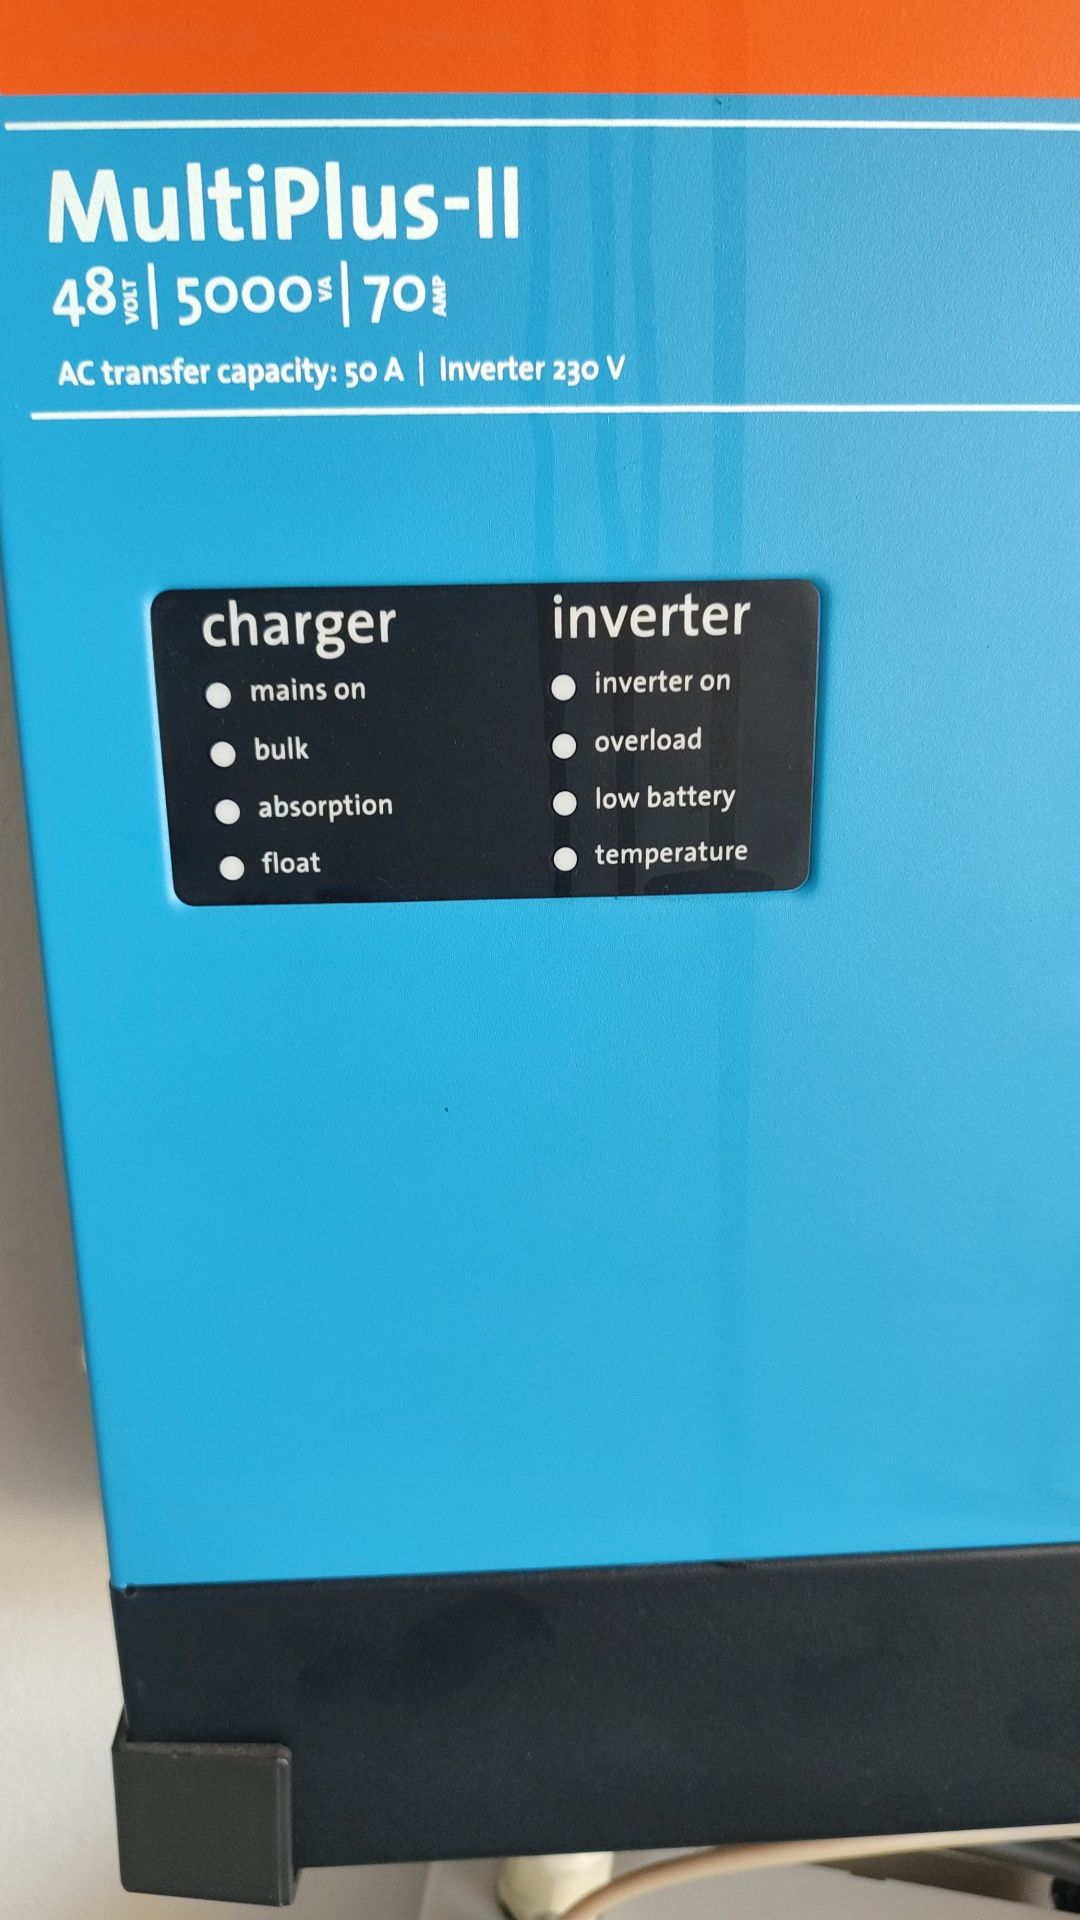 MultiPlus-II
48 VOLT | 5000 VA | 70 AMP
AC transfer capacity: 50 A | Inverter 230 V
charger
mains on
bulk
absorption
float
inverter
inverter on
overload
low battery
temperature